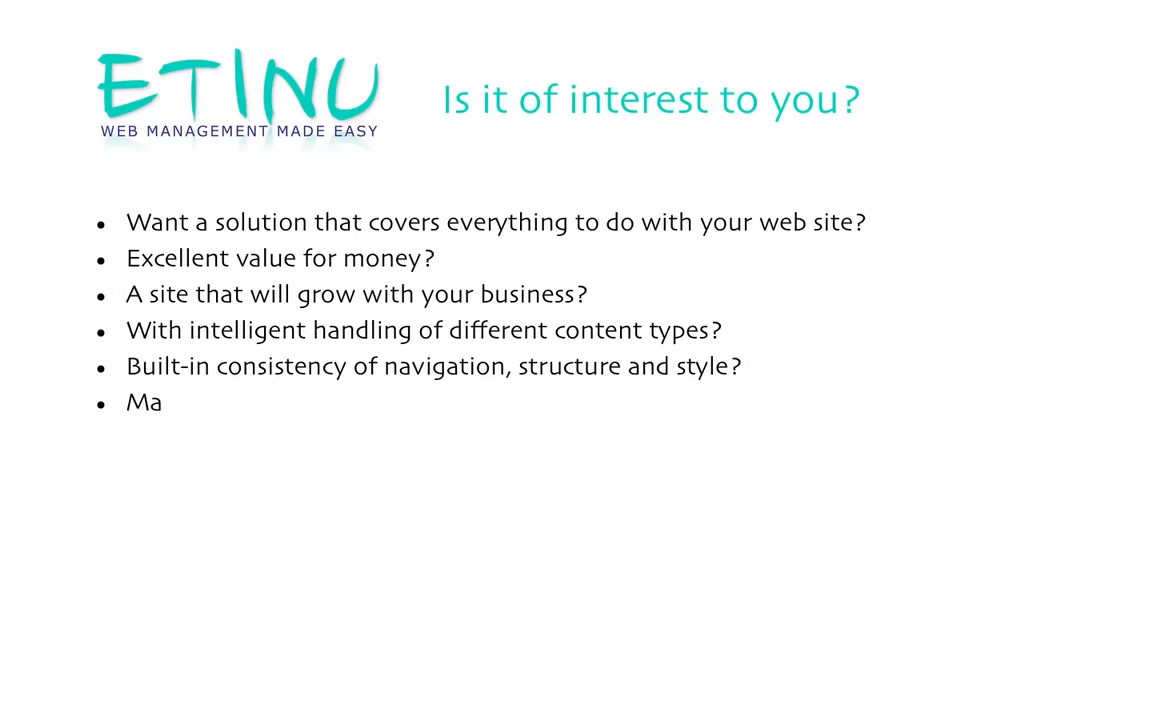 ETINU
WEB MANAGEMENT MADE EASY
Is it of interest to you?
• Want a solution that covers everything to do with your web site?
• Excellent value for money?
• A site that will grow with your business?
• With intelligent handling of different content types?
• Built-in consistency of navigation, structure and style?
• Ma